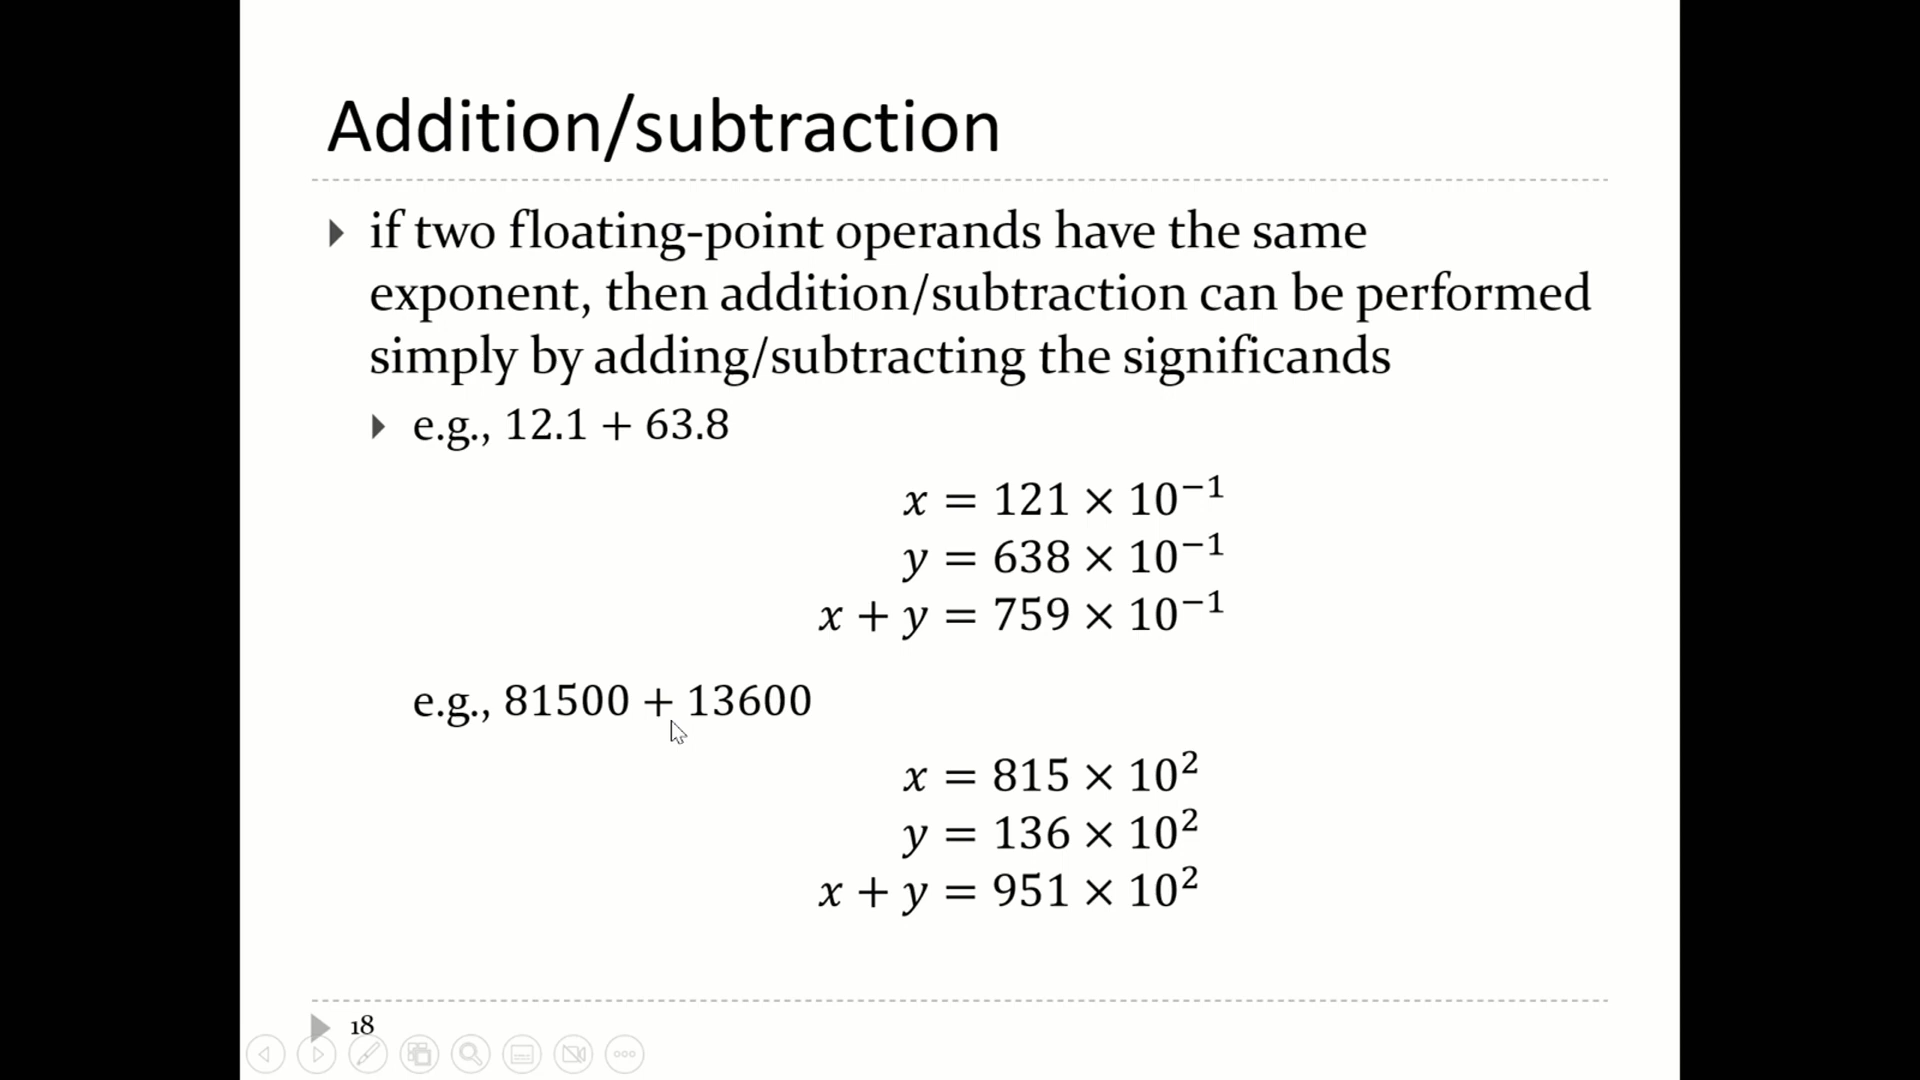 Addition/subtraction
if two floating-point operands have the same
exponent, then addition/subtraction can be performed
simply by adding/subtracting the significands
e.g., 12.1 + 63.8
x = 121 × 10⁻¹
y = 638 × 10⁻¹
x + y = 759 × 10⁻¹
e.g., 81500 + 13600
x = 815 × 10²
y = 136 × 10²
x + y = 951 × 10²
18